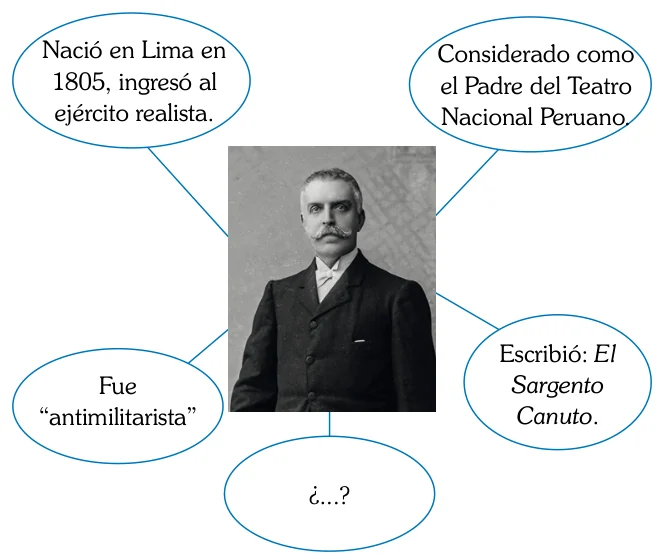 Nació en Lima en
1805, ingresó al
ejército realista.
Considerado como
el Padre del Teatro
Nacional Peruano.
Fue
“antimilitarista”
Escribió: El
Sargento
Canuto.
¿...?